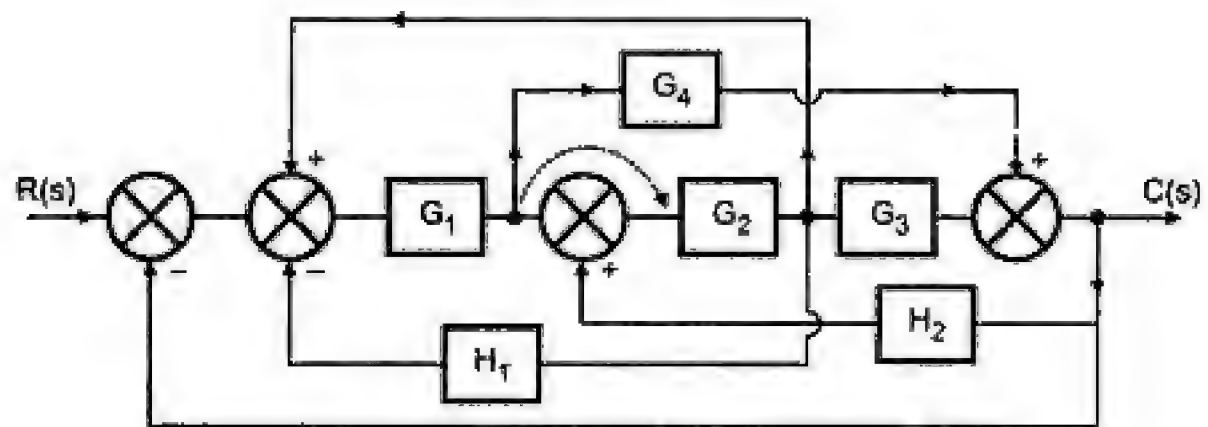 +
G₄
+
R(s)
G₁
G₂
G₃
C(s)
−
−
+
H₂
H₁